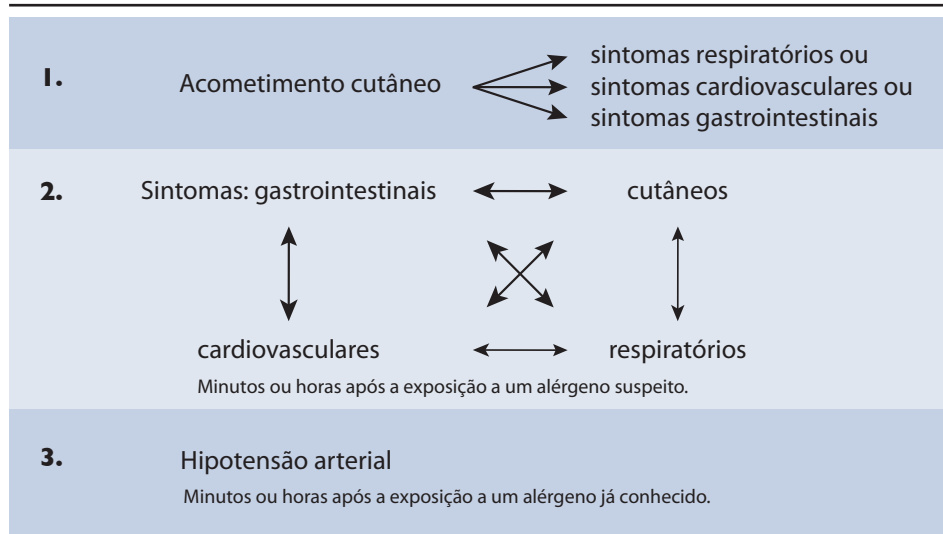 1. Acometimento cutâneo
sintomas respiratórios ou
sintomas cardiovasculares ou
sintomas gastrointestinais
2. Sintomas: gastrointestinais cutâneos
cardiovasculares respiratórios
Minutos ou horas após a exposição a um alérgeno suspeito.
3. Hipotensão arterial
Minutos ou horas após a exposição a um alérgeno já conhecido.